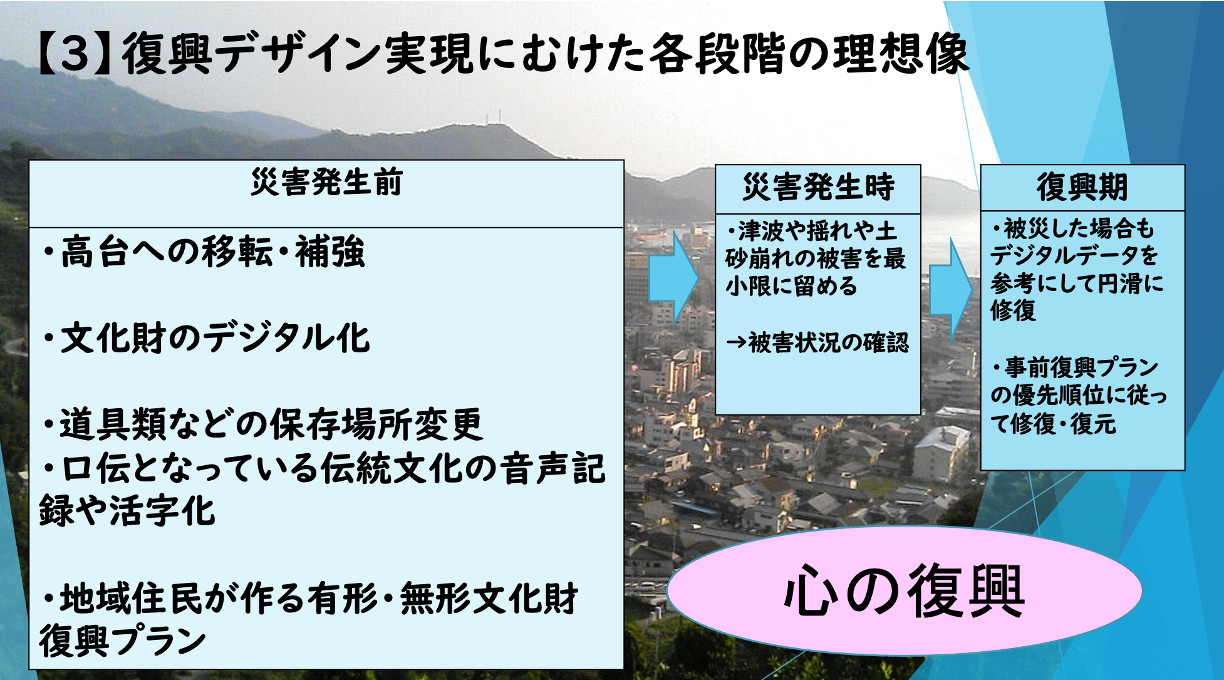 【3】復興デザイン実現にむけた各段階の理想像
災害発生前
・高台への移転・補強
・文化財のデジタル化
・道具類などの保存場所変更
・口伝となっている伝統文化の音声記
録や活字化
・地域住民が作る有形・無形文化財
復興プラン
災害発生時
・津波や揺れや土
砂崩れの被害を最
小限に留める
→被害状況の確認
復興期
・被災した場合も
デジタルデータを
参考にして円滑に
修復
・事前復興プラン
の優先順位に従っ
て修復・復元
心の復興